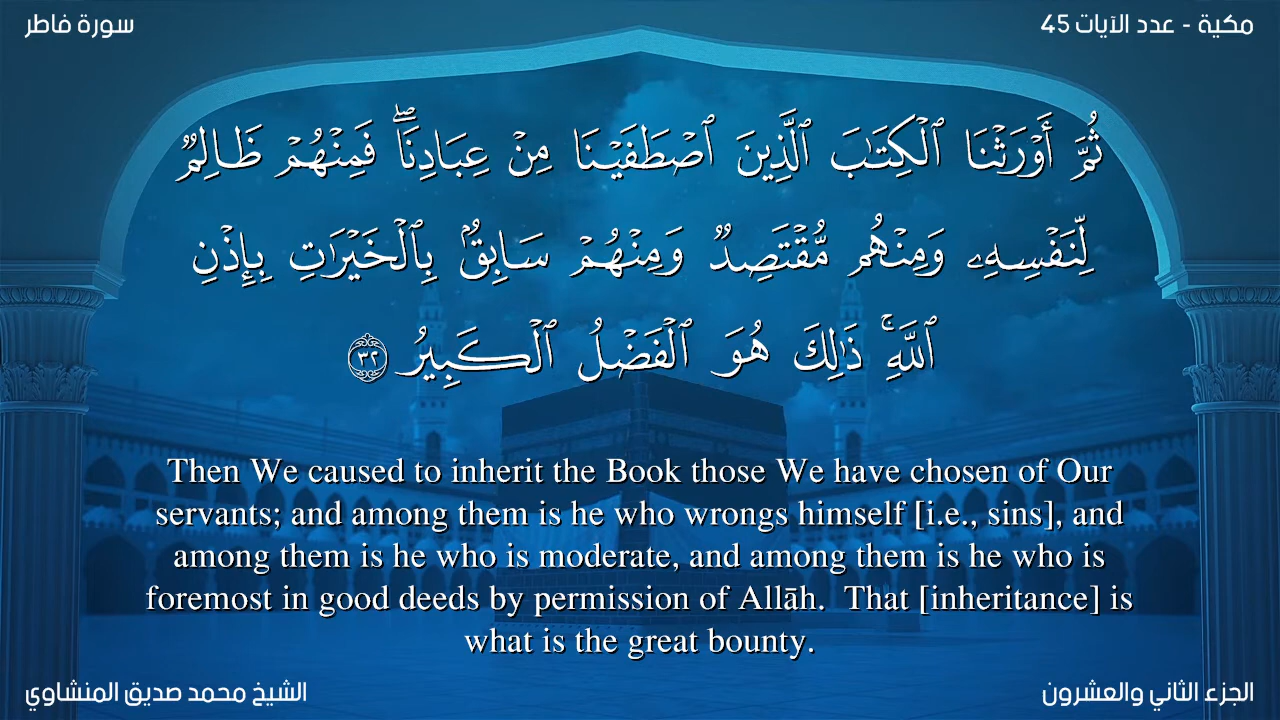 مكية - عدد الآيات 45
سورة فاطر
ثُمَّ أَوْرَثْنَا ٱلْكِتَٰبَ ٱلَّذِينَ ٱصْطَفَيْنَا مِنْ عِبَادِنَا ۖ فَمِنْهُمْ ظَالِمٌ
لِّنَفْسِهِۦ وَمِنْهُم مُّقْتَصِدٌ وَمِنْهُمْ سَابِقٌۢ بِٱلْخَيْرَٰتِ بِإِذْنِ
ٱللَّهِ ۚ ذَٰلِكَ هُوَ ٱلْفَضْلُ ٱلْكَبِيرُ ٣٢
Then We caused to inherit the Book those We have chosen of Our
servants; and among them is he who wrongs himself [i.e., sins], and
among them is he who is moderate, and among them is he who is
foremost in good deeds by permission of Allāh.  That [inheritance] is
what is the great bounty.
الجزء الثاني والعشرون
الشيخ محمد صديق المنشاوي